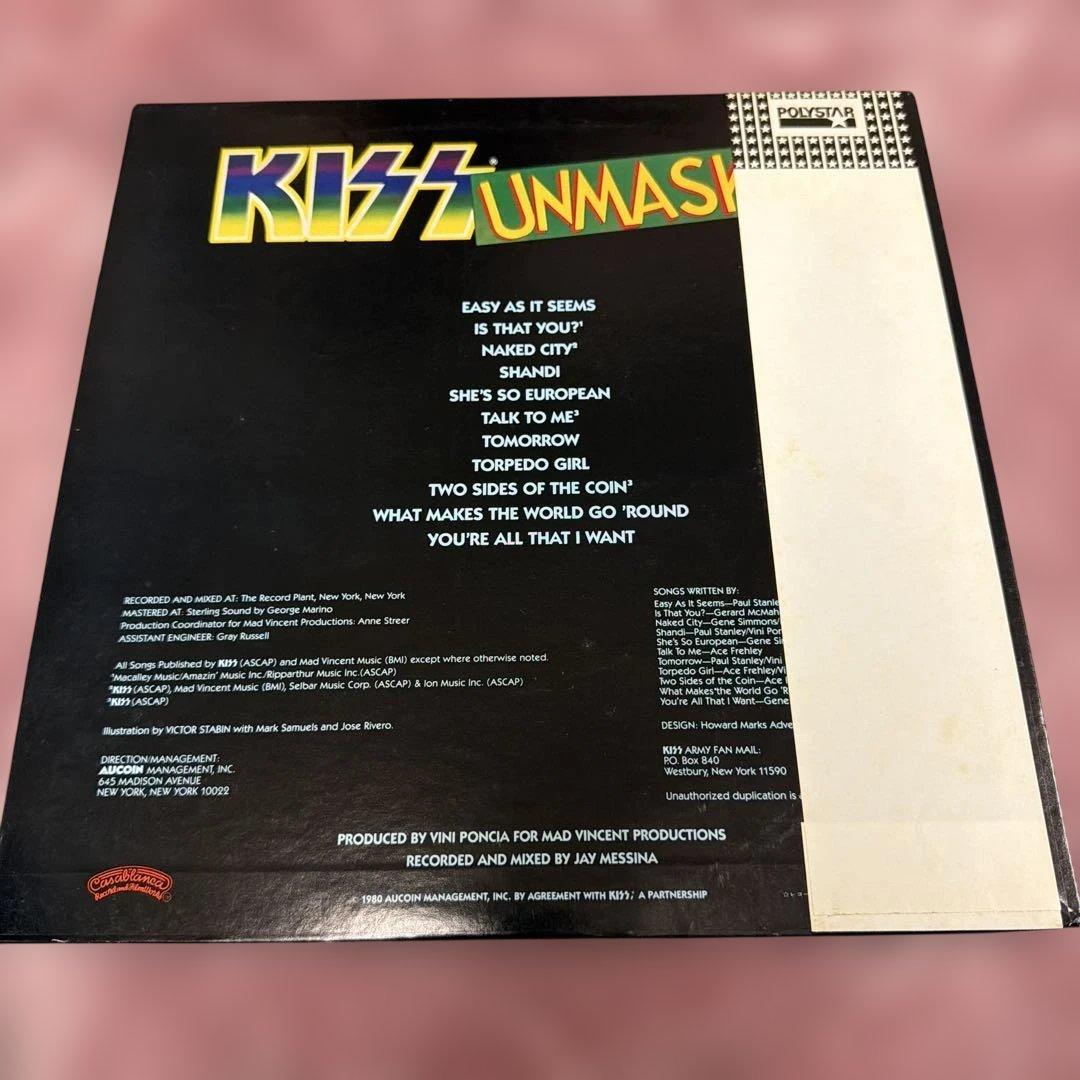 POLYSTAR
KISS®
UNMASK
EASY AS IT SEEMS
IS THAT YOU?¹
NAKED CITY²
SHANDI
SHE'S SO EUROPEAN
TALK TO ME³
TOMORROW
TORPEDO GIRL
TWO SIDES OF THE COIN³
WHAT MAKES THE WORLD GO 'ROUND
YOU'RE ALL THAT I WANT
RECORDED AND MIXED AT: The Record Plant, New York, New York
MASTERED AT: Sterling Sound by George Marino
Production Coordinator for Mad Vincent Productions: Anne Streer
ASSISTANT ENGINEER: Gray Russell
All Songs Published by KISS (ASCAP) and Mad Vincent Music (BMI) except where otherwise noted.
¹Macalley Music/Amazin' Music Inc./Ripparthur Music Inc.(ASCAP)
²KISS (ASCAP), Mad Vincent Music (BMI), Selbar Music Corp. (ASCAP) & Ion Music Inc. (ASCAP)
³KISS (ASCAP)
Illustration by VICTOR STABIN with Mark Samuels and Jose Rivero.
DIRECTION/MANAGEMENT:
AUCOIN MANAGEMENT, INC.
645 MADISON AVENUE
NEW YORK, NEW YORK 10022
SONGS WRITTEN BY:
Easy As It Seems—Paul Stanle
Is That You?—Gerard McMah
Naked City—Gene Simmons/
Shandi—Paul Stanley/Vini Pon
She's So European—Gene Si
Talk To Me—Ace Frehley
Tomorrow—Paul Stanley/Vini
Torpedo Girl—Ace Frehley/Vi
Two Sides of the Coin—Ace
What Makes the World Go 'R
You're All That I Want—Gene
DESIGN: Howard Marks Adve
KISS ARMY FAN MAIL:
P.O. Box 840
Westbury, New York 11590
Unauthorized duplication is
PRODUCED BY VINI PONCIA FOR MAD VINCENT PRODUCTIONS
RECORDED AND MIXED BY JAY MESSINA
Casablanca
Record and FilmWorks
1980 AUCOIN MANAGEMENT, INC. BY AGREEMENT WITH KISS, A PARTNERSHIP